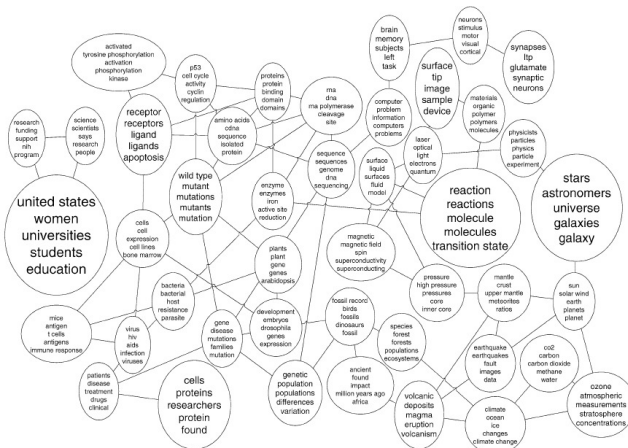 activated
tyrosine phosphorylation
activation
phosphorylation
kinase
p53
cell cycle
activity
cyclin
regulation
proteins
protein
binding
domain
domains
rna
dna
rna polymerase
cleavage
site
brain
memory
subjects
left
task
neurons
stimulus
motor
visual
cortical
synapses
ltp
glutamate
synaptic
neurons
surface
tip
image
sample
device
research
funding
support
nih
program
science
scientists
says
research
people
receptor
receptors
ligand
ligands
apoptosis
amino acids
cdna
sequence
isolated
protein
computer
problem
information
computers
problems
materials
organic
polymer
polymers
molecules
physicists
particles
physics
particle
experiment
laser
optical
light
electrons
quantum
sequence
sequences
genome
dna
sequencing
surface
liquid
surfaces
fluid
model
stars
astronomers
universe
galaxies
galaxy
united states
women
universities
students
education
wild type
mutant
mutations
mutants
mutation
enzyme
enzymes
iron
active site
reduction
reaction
reactions
molecule
molecules
transition state
cells
cell
expression
cell lines
bone marrow
magnetic
magnetic field
spin
superconductivity
superconducting
plants
plant
gene
genes
arabidopsis
pressure
high pressure
pressures
core
inner core
mantle
crust
upper mantle
meteorites
ratios
sun
solar wind
earth
planets
planet
bacteria
bacterial
host
resistance
parasite
mice
antigen
t cells
antigens
immune response
virus
hiv
aids
infection
viruses
gene
disease
mutations
families
mutation
development
embryos
drosophila
genes
expression
fossil record
birds
fossils
dinosaurs
fossil
species
forest
forests
populations
ecosystems
earthquake
earthquakes
fault
images
data
co2
carbon
carbon dioxide
methane
water
patients
disease
treatment
drugs
clinical
cells
proteins
researchers
protein
found
genetic
population
populations
differences
variation
ancient
found
impact
million years ago
africa
volcanic
deposits
magma
eruption
volcanism
climate
ocean
ice
changes
climate change
ozone
atmospheric
measurements
stratosphere
concentrations